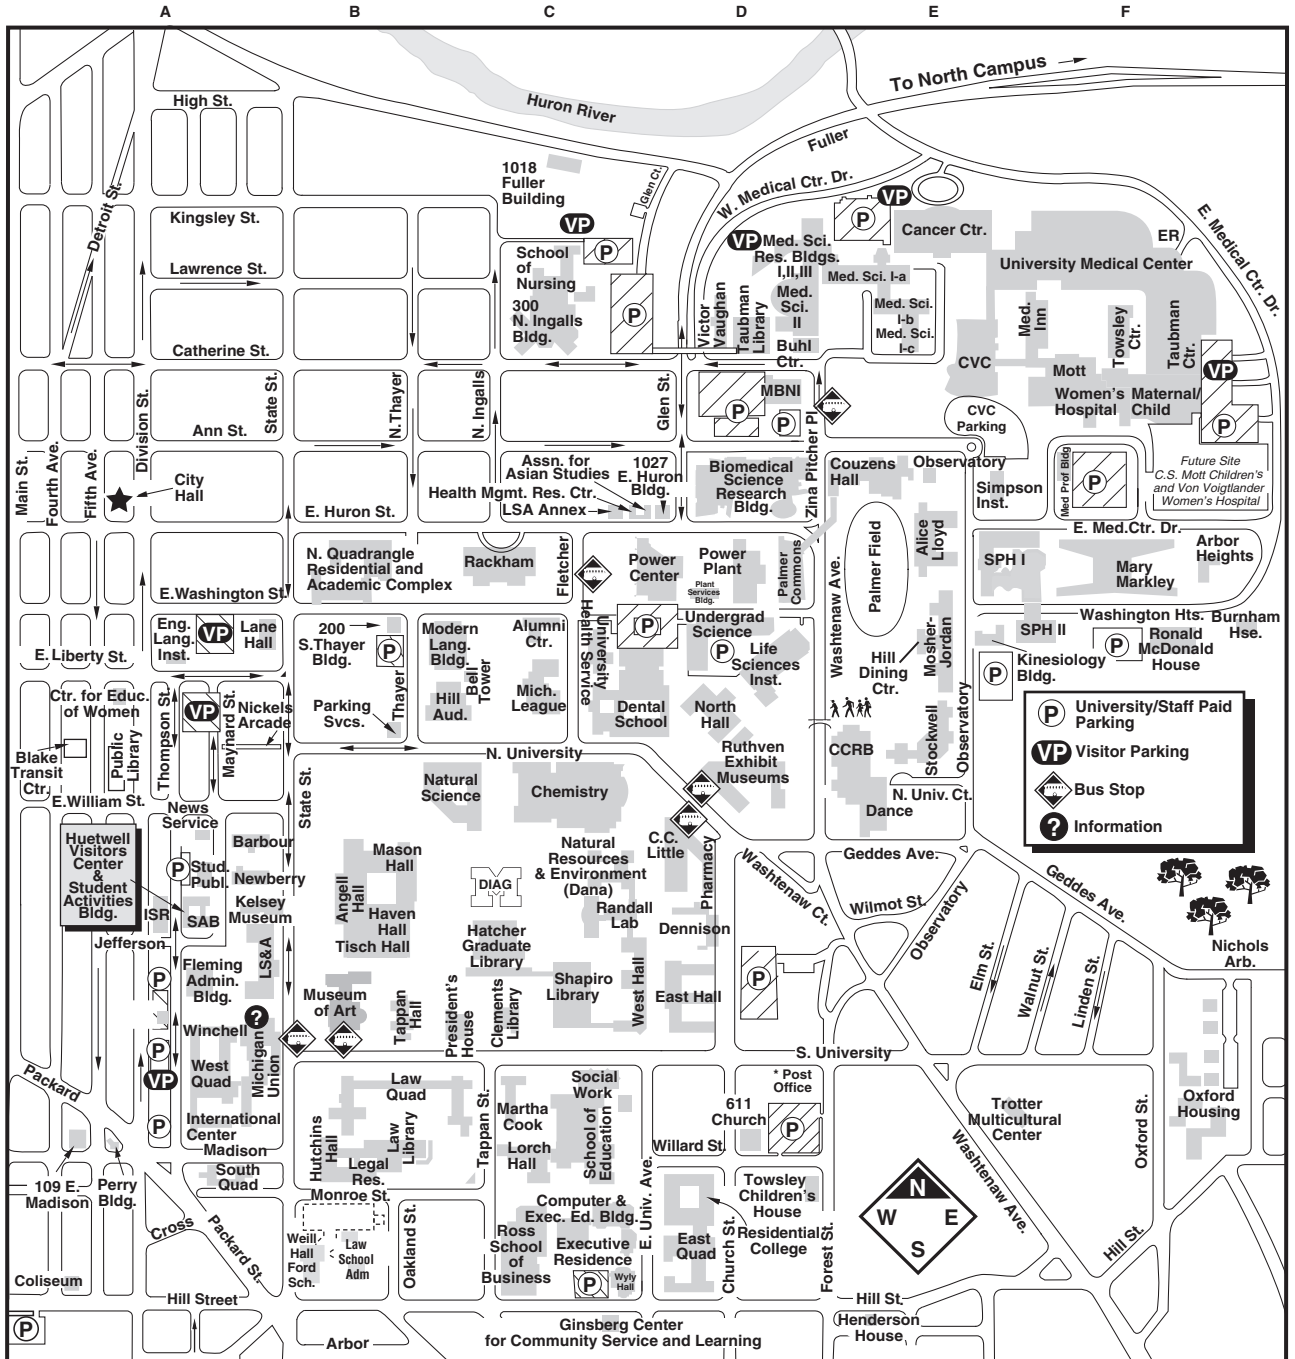 A B C D E F
To North Campus
High St.
Huron River
Fuller
1018
Fuller
Building
Glen Ct.
W. Medical Ctr. Dr.
Detroit St.
Kingsley St.
VP
VP
P
Cancer Ctr.
ER
E. Medical Ctr. Dr.
VP
P
School
of
Nursing
VP
Med. Sci.
Res. Bldgs.
I,II,III
Lawrence St.
University Medical Center
Med. Sci. I-a
300
N. Ingalls
Bldg.
P
Victor
Vaughan
Taubman
Library
Med.
Sci.
II
Med. Sci.
I-b
Med. Sci.
I-c
Med.
Inn
Towsley
Ctr.
Taubman
Ctr.
Catherine St.
Buhl
Ctr.
CVC
Mott
VP
State St.
N.Thayer
N. Ingalls
Glen St.
MBNI
Women's
Hospital
Maternal/
Child
Division St.
P
P
CVC
Parking
P
Ann St.
Main St.
Fourth Ave.
Fifth Ave.
City
Hall
Assn. for
Asian Studies
1027
E. Huron
Bldg.
Health Mgmt. Res. Ctr.
LSA Annex
Biomedical
Science
Research
Bldg.
Zina Pitcher Pl.
Couzens
Hall
Observatory
Simpson
Inst.
Med Prof Bldg
P
Future Site
C.S. Mott Children's
and Von Voigtlander
Women's Hospital
E. Huron St.
E. Med.Ctr. Dr.
N. Quadrangle
Residential and
Academic Complex
Rackham
Fletcher
Power
Center
Power
Plant
Plant
Services
Bldg.
Palmer
Commons
Washtenaw Ave.
Palmer Field
Alice
Lloyd
SPH I
Mary
Markley
Arbor
Heights
E.Washington St.
Eng.
Lang.
Inst.
VP
Lane
Hall
200
S.Thayer
Bldg.
P
Modern
Lang.
Bldg.
Bell
Tower
Alumni
Ctr.
University
Health Service
P
Undergrad
Science
P
Life
Sciences
Inst.
Mosher-
Jordan
Hill
Dining
Ctr.
Washington Hts.
Burnham
Hse.
SPH II
P
Ronald
McDonald
House
Kinesiology
Bldg.
P
E. Liberty St.
Ctr. for Educ.
of Women
Thompson St.
VP
Maynard St.
Nickels
Arcade
Parking
Svcs.
Thayer
Hill
Aud.
Mich.
League
Dental
School
North
Hall
Ruthven
Exhibit
Museums
CCRB
Stockwell
Observatory
P University/Staff Paid
Parking
VP Visitor Parking
Bus Stop
? Information
Blake
Transit
Ctr.
Public
Library
N. University
State St.
E.William St.
News
Service
Natural
Science
Chemistry
N. Univ. Ct.
Dance
Huetwell
Visitors
Center
&
Student
Activities
Bldg.
Barbour
P
Stud.
Publ.
Newberry
ISR
SAB
Kelsey
Museum
Mason
Hall
Angell
Hall
Haven
Hall
Tisch Hall
DIAG
Natural
Resources
& Environment
(Dana)
C.C.
Little
Pharmacy
Randall
Lab
Dennison
Washtenaw Ct.
Geddes Ave.
Wilmot St.
Observatory
Geddes Ave.
Nichols
Arb.
Jefferson
Fleming
Admin.
Bldg.
LS&A
Hatcher
Graduate
Library
Shapiro
Library
West Hall
East Hall
P
Elm St.
Walnut St.
Linden St.
P
Museum
of Art
Tappan
Hall
President's
House
Clements
Library
Winchell
?
Michigan
Union
P
West
Quad
VP
S. University
Packard
Law
Quad
Social
Work
* Post
Office
Oxford
Housing
International
Center
P
Madison
Hutchins
Hall
Law
Library
Legal
Res.
Tappan St.
Martha
Cook
Lorch
Hall
School of
Education
611
Church
P
Willard St.
Trotter
Multicultural
Center
Oxford St.
Washtenaw Ave.
109 E.
Madison
Perry
Bldg.
South
Quad
Monroe St.
Towsley
Children's
House
N
W E
S
Cross
Packard St.
Weill
Hall
Ford
Sch.
Law
School
Adm
Oakland St.
Computer &
Exec. Ed. Bldg.
Ross
School
of
Business
Executive
Residence
P
Wyly
Hall
E. Univ. Ave.
East
Quad
Church St.
Residential
College
Forest St.
Hill St.
Coliseum
Hill Street
Hill St.
P
Arbor
Ginsberg Center
for Community Service and Learning
Henderson
House